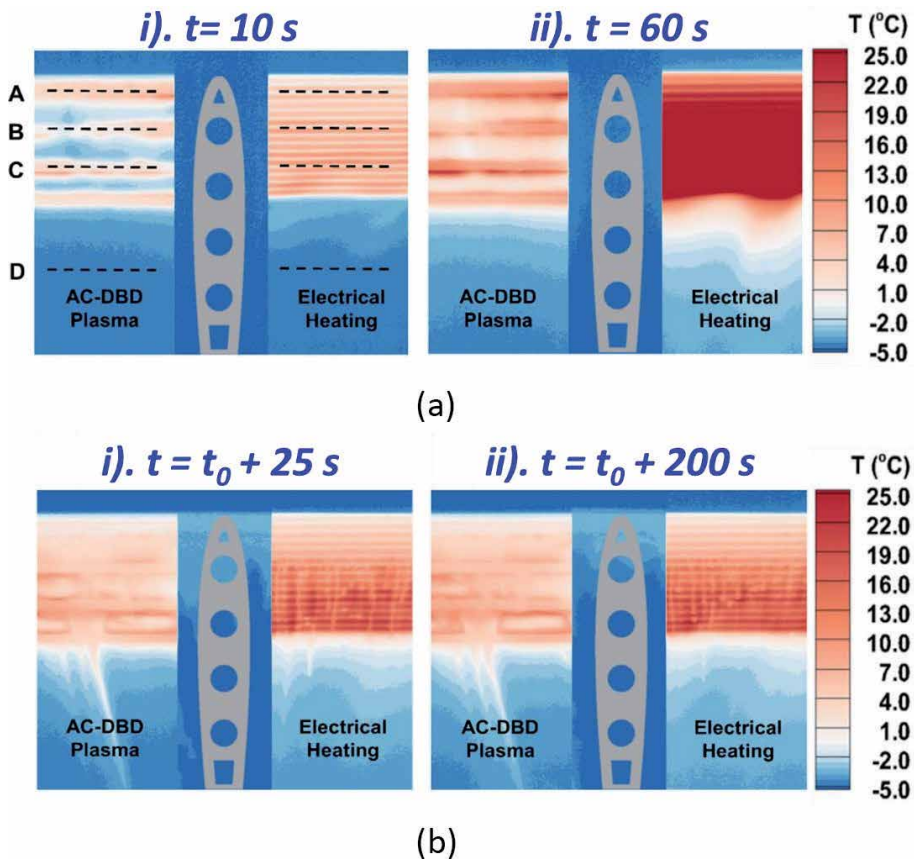 i). t= 10 s
ii). t = 60 s
T (°C)
25.0
22.0
19.0
16.0
13.0
10.0
7.0
4.0
1.0
-2.0
-5.0
A
B
C
D
AC-DBD
Plasma
Electrical
Heating
AC-DBD
Plasma
Electrical
Heating
(a)
i). t = t₀ + 25 s
ii). t = t₀ + 200 s
T (°C)
25.0
22.0
19.0
16.0
13.0
10.0
7.0
4.0
1.0
-2.0
-5.0
AC-DBD
Plasma
Electrical
Heating
AC-DBD
Plasma
Electrical
Heating
(b)